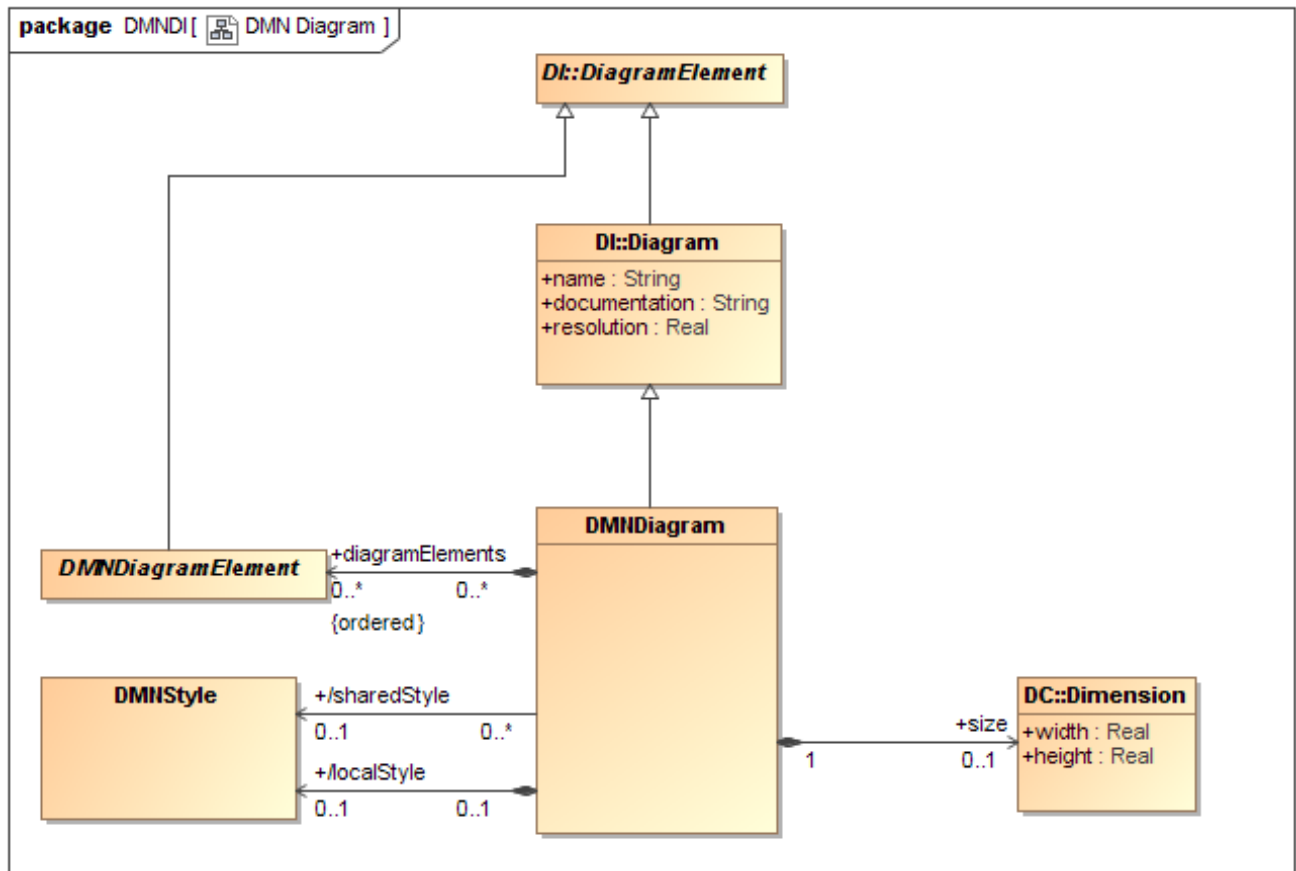 package DMNDI[ DMN Diagram ]
DI::DiagramElement
DI::Diagram
+name : String
+documentation : String
+resolution : Real
DMNDiagram
DMNDiagramElement
+diagramElements
0..* 0..*
{ordered}
DMNStyle
+/sharedStyle
0..1 0..*
+/localStyle
0..1 0..1
+size
1 0..1
DC::Dimension
+width : Real
+height : Real